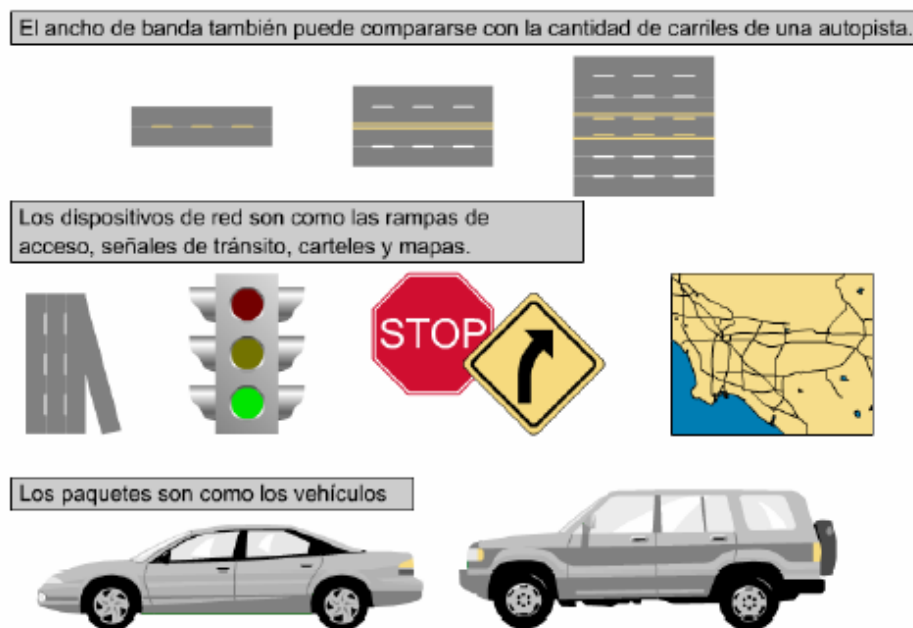 El ancho de banda también puede compararse con la cantidad de carriles de una autopista.
Los dispositivos de red son como las rampas de
acceso, señales de tránsito, carteles y mapas.
STOP
Los paquetes son como los vehículos